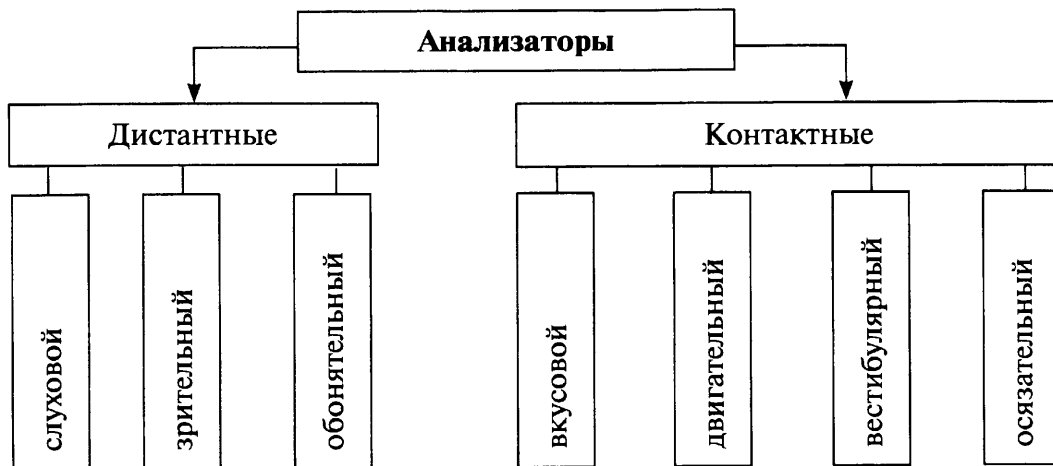 Анализаторы
Дистантные
Контактные
слуховой
зрительный
обонятельный
вкусовой
двигательный
вестибулярный
осязательный